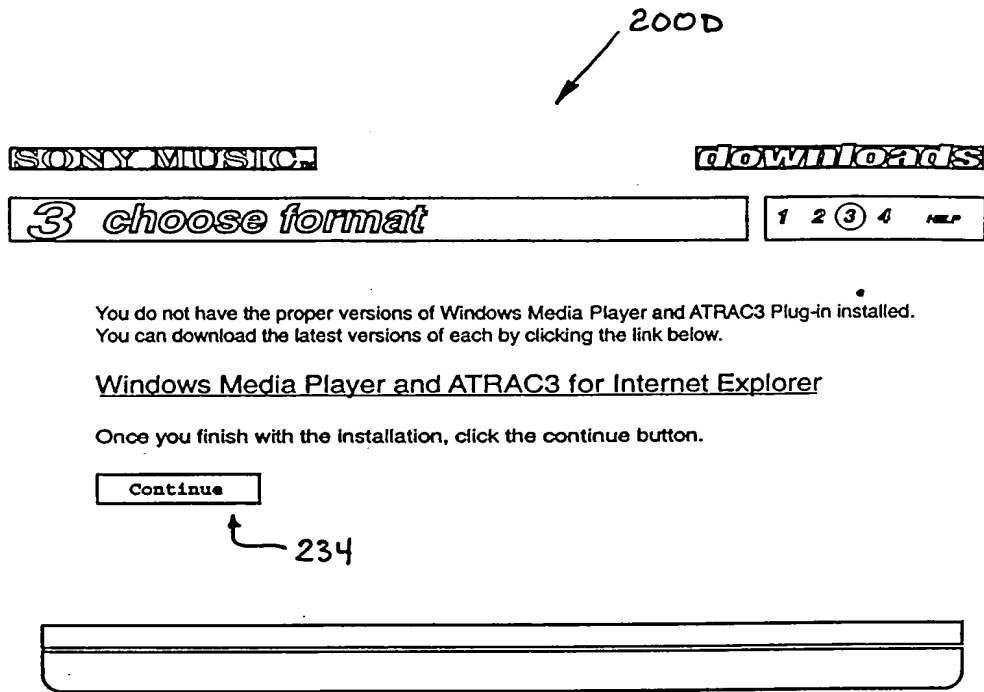 200D
SONY MUSIC™ downloads
3 choose format 1 2 3 4 HELP
You do not have the proper versions of Windows Media Player and ATRAC3 Plug-in installed.
You can download the latest versions of each by clicking the link below.
Windows Media Player and ATRAC3 for Internet Explorer
Once you finish with the installation, click the continue button.
Continue
234